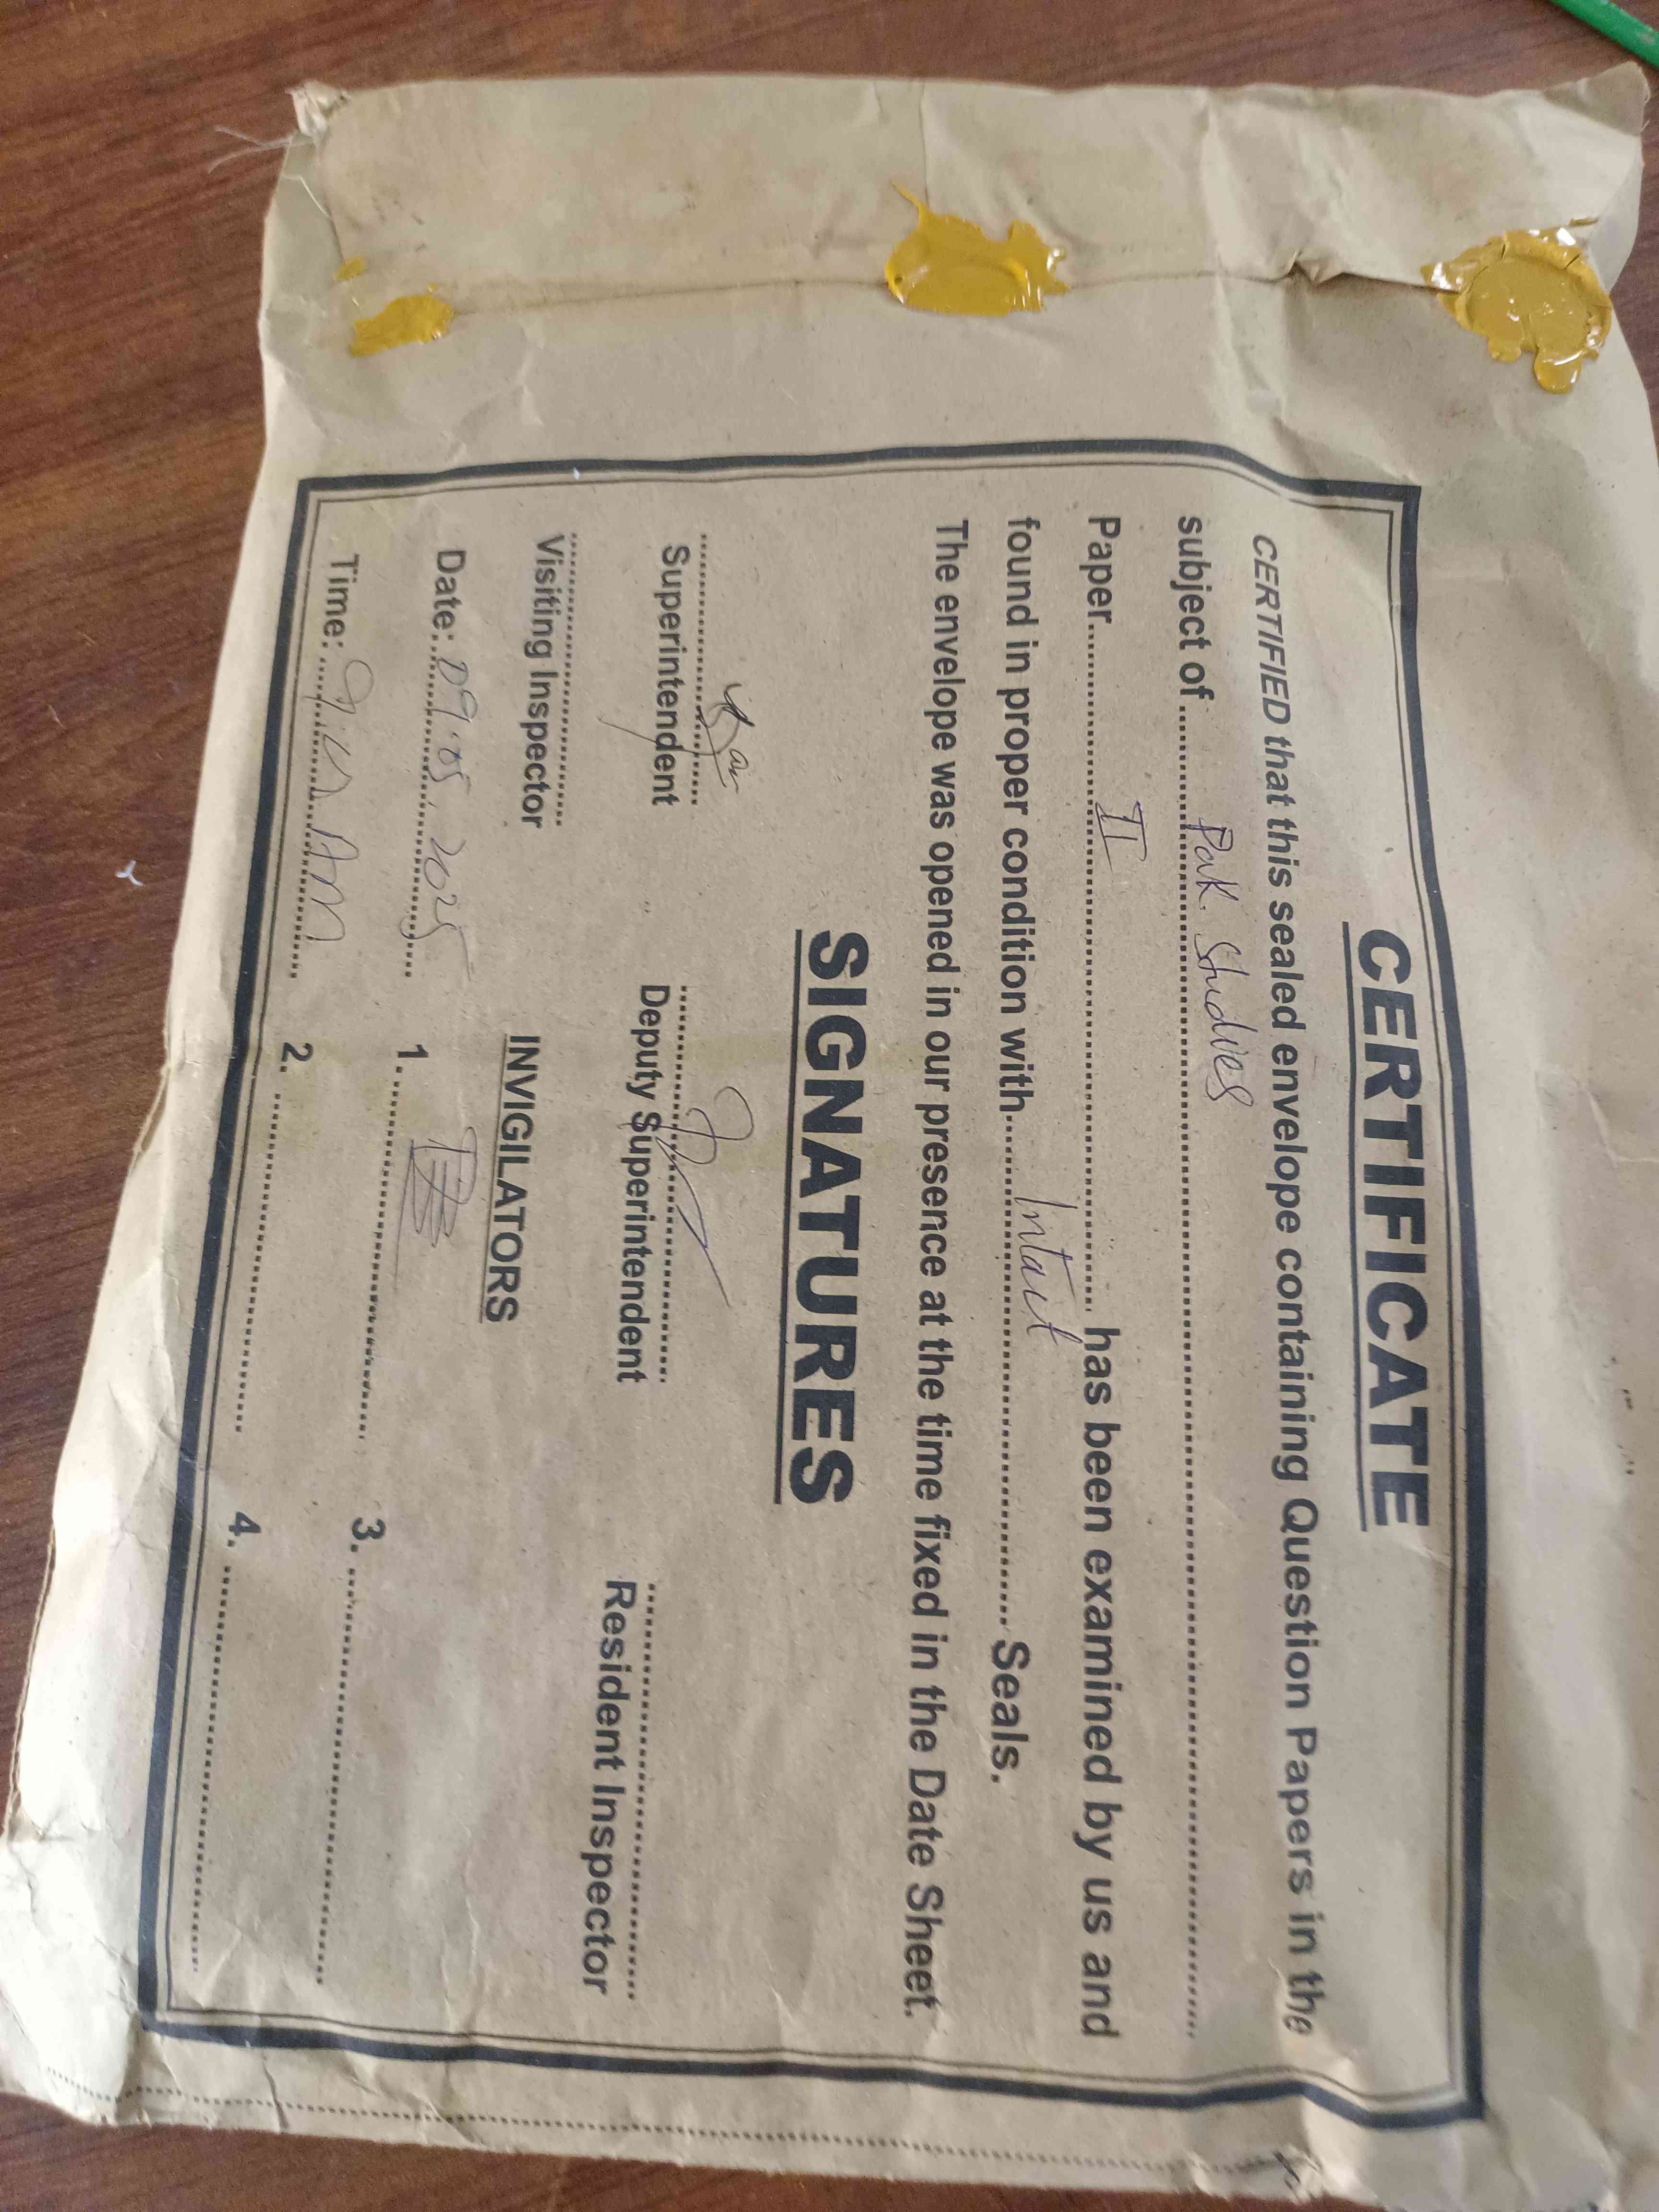 CERTIFICATE
CERTIFIED that this sealed envelope containing Question Papers in the
subject of.......... Pak. Studies ..........
Paper.......... II .......... has been examined by us and
found in proper condition with.......... Intact .......... Seals.
The envelope was opened in our presence at the time fixed in the Date Sheet.
SIGNATURES
Superintendent Deputy Superintendent Resident Inspector
Visiting Inspector INVIGILATORS
Date: 09.05.2025 1. .......... 3. ..........
Time: AM 2. .......... 4. ..........